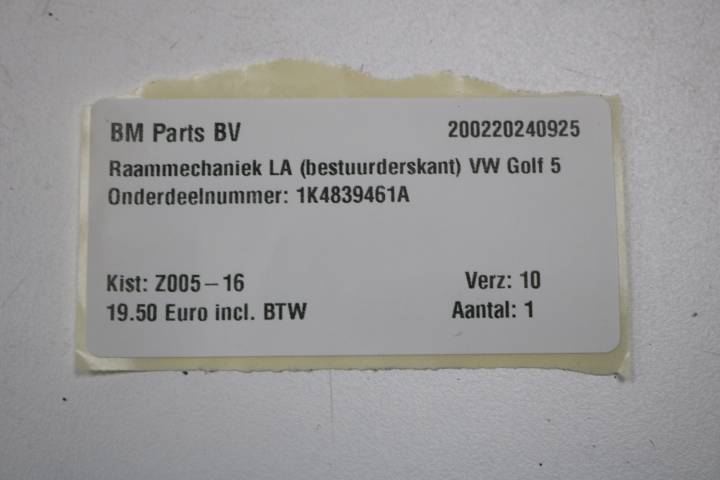 BM Parts BV 200220240925
Raammechaniek LA (bestuurderskant) VW Golf 5
Onderdeelnummer: 1K4839461A
Kist: Z005-16 Verz: 10
19.50 Euro incl. BTW Aantal: 1